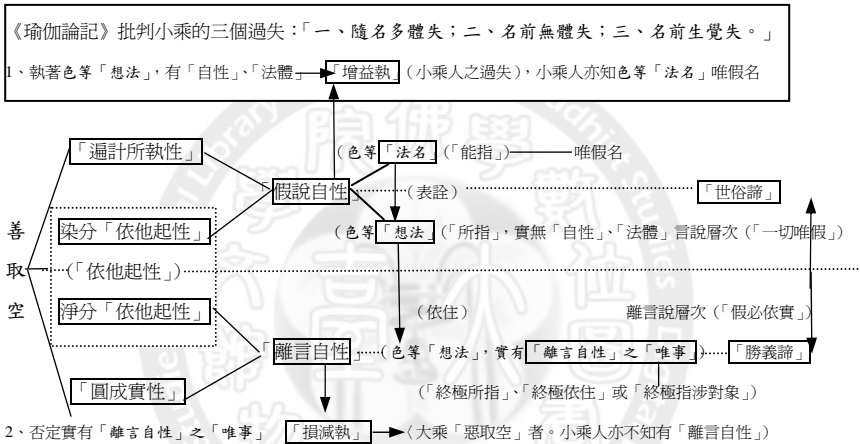 《瑜伽論記》批判小乘的三個過失：「一、隨名多體失；二、名前無體失；三、名前生覺失。」
1、執著色等「想法」，有「自性」、「法體」「增益執」（小乘人之過失），小乘人亦知色等「法名」唯假名
「遍計所執性」
（色等「法名」（「能指」） 唯假名
「假說自性」
（表詮）
「世俗諦」
染分「依他起性」
（色等「想法」（「所指」，實無「自性」、「法體」言說層次（「一切唯假」）
善取空
（「依他起性」）
淨分「依他起性」
（依住）
離言說層次（「假必依實」）
「離言自性」
（色等「想法」，實有「離言自性」之「唯事」）
「勝義諦」
「圓成實性」
（「終極所指」、「終極依住」或「終極指涉對象」）
2、否定實有「離言自性」之「唯事」 「損減執」 （大乘「惡取空」者。小乘人亦不知有「離言自性」）